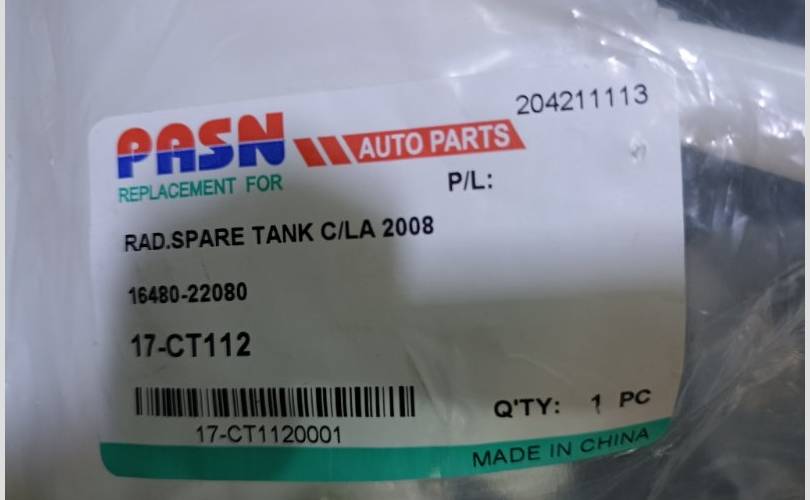 204211113
PASN AUTO PARTS
REPLACEMENT FOR
P/L:
RAD.SPARE TANK C/LA 2008
16480-22080
17-CT112
Q'TY: 1 PC
17-CT1120001
MADE IN CHINA